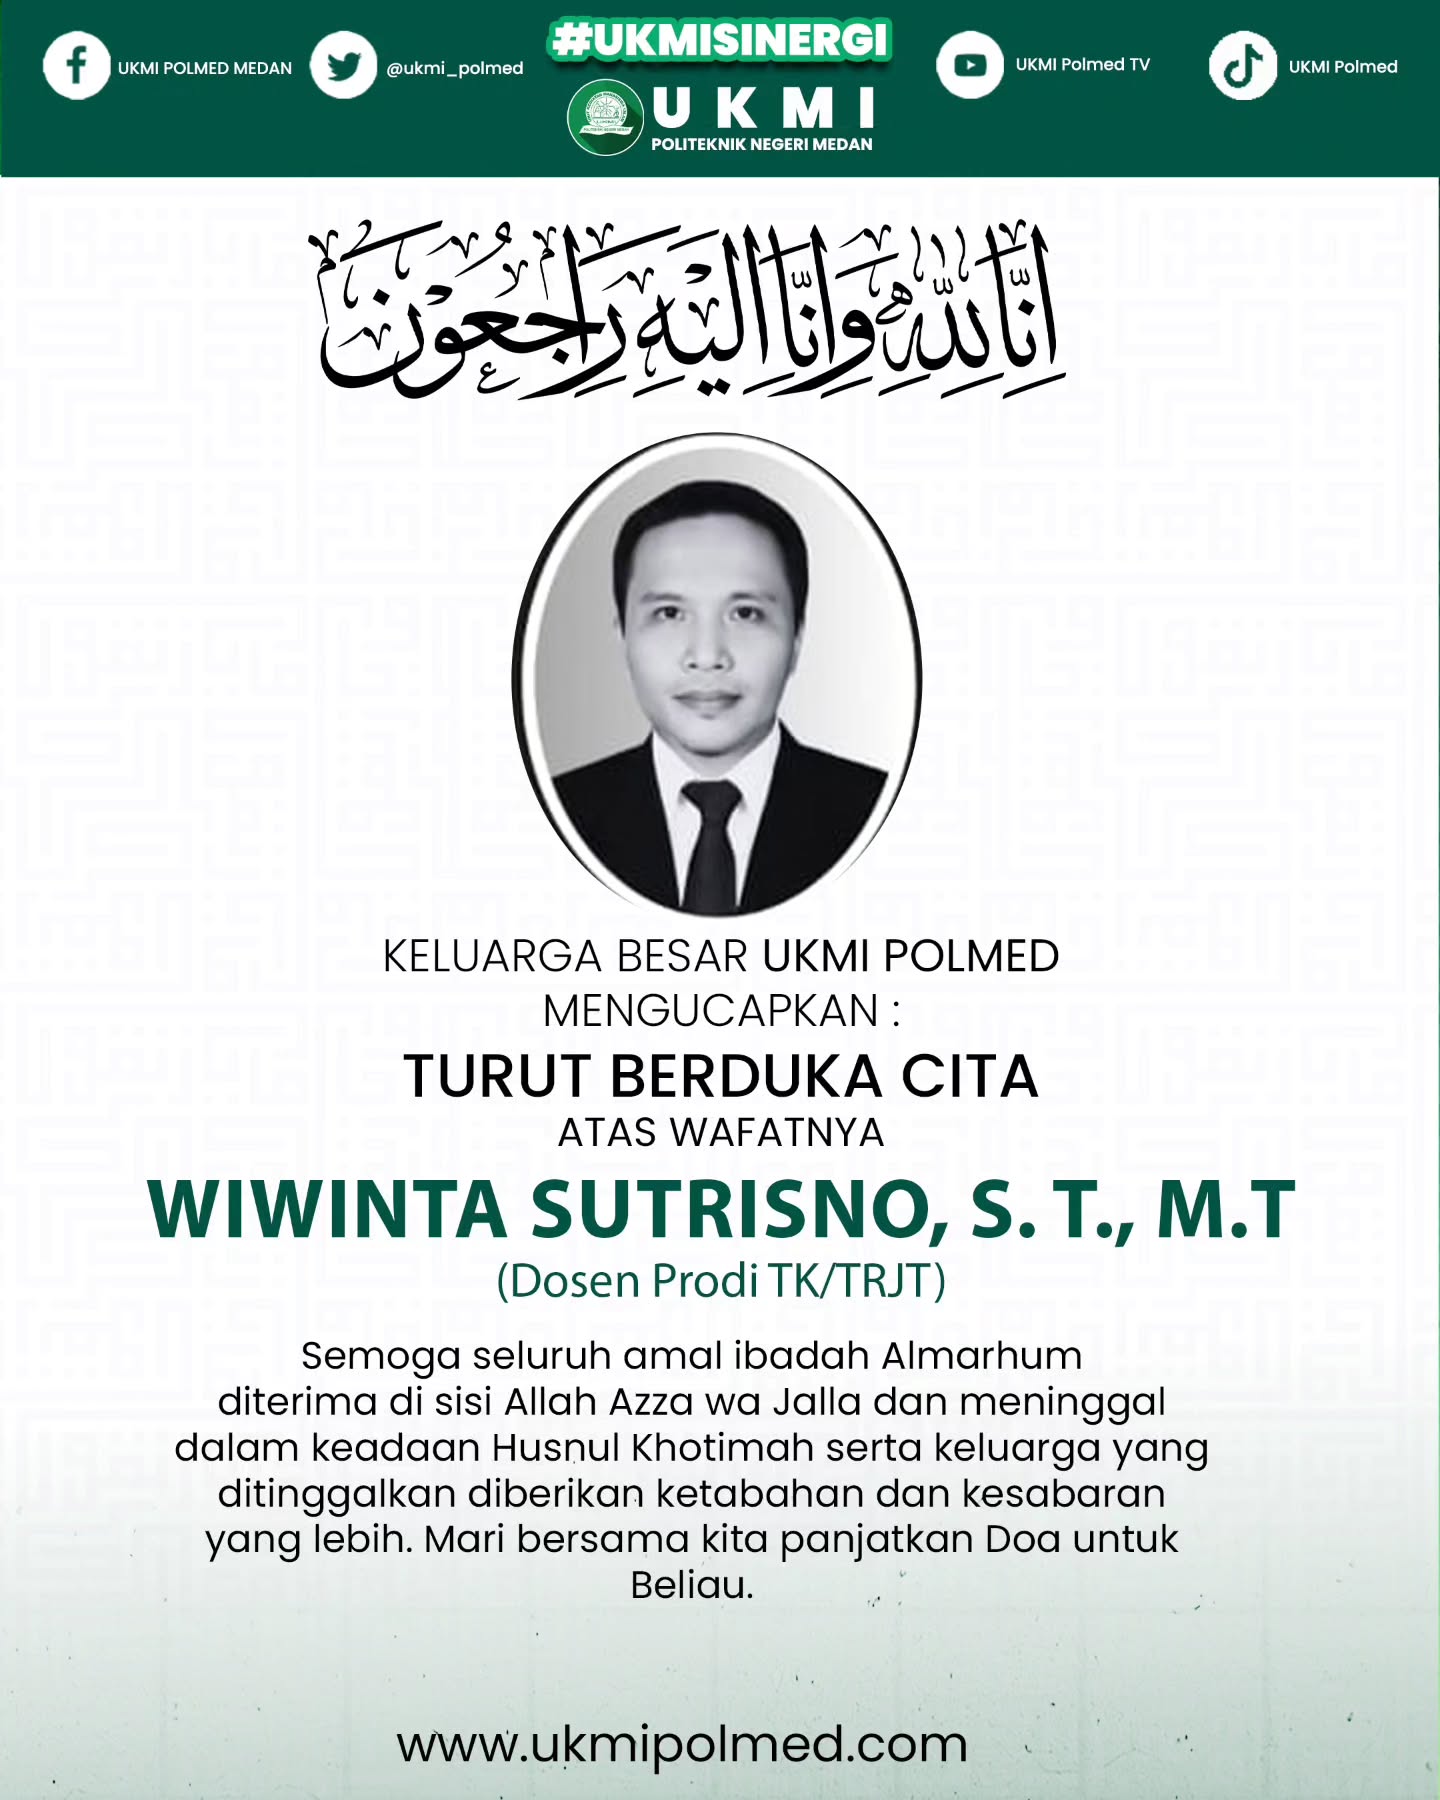 #UKMISINERGI
UKMI POLMED MEDAN
@ukmi_polmed
UKMI
POLITEKNIK NEGERI MEDAN
UKMI Polmed TV
UKMI Polmed
إِنَّا لِلّٰهِ وَإِنَّا إِلَيْهِ رَاجِعُوْنَ
KELUARGA BESAR UKMI POLMED
MENGUCAPKAN :
TURUT BERDUKA CITA
ATAS WAFATNYA
WIWINTA SUTRISNO, S. T., M.T
(Dosen Prodi TK/TRJT)
Semoga seluruh amal ibadah Almarhum
diterima di sisi Allah Azza wa Jalla dan meninggal
dalam keadaan Husnul Khotimah serta keluarga yang
ditinggalkan diberikan ketabahan dan kesabaran
yang lebih. Mari bersama kita panjatkan Doa untuk
Beliau.
www.ukmipolmed.com